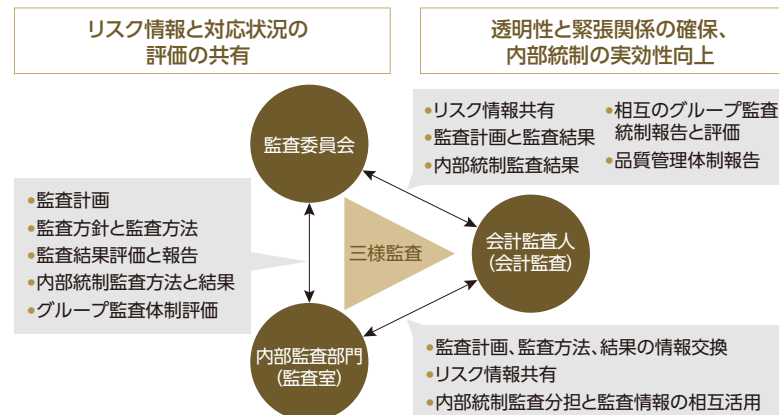 リスク情報と対応状況の
評価の共有
透明性と緊張関係の確保、
内部統制の実効性向上
•リスク情報共有
•監査計画と監査結果
•内部統制監査結果
•相互のグループ監査
統制報告と評価
•品質管理体制報告
監査委員会
•監査計画
•監査方針と監査方法
•監査結果評価と報告
•内部統制監査方法と結果
•グループ監査体制評価
三様監査
会計監査人
(会計監査)
内部監査部門
(監査室)
•監査計画、監査方法、結果の情報交換
•リスク情報共有
•内部統制監査分担と監査情報の相互活用